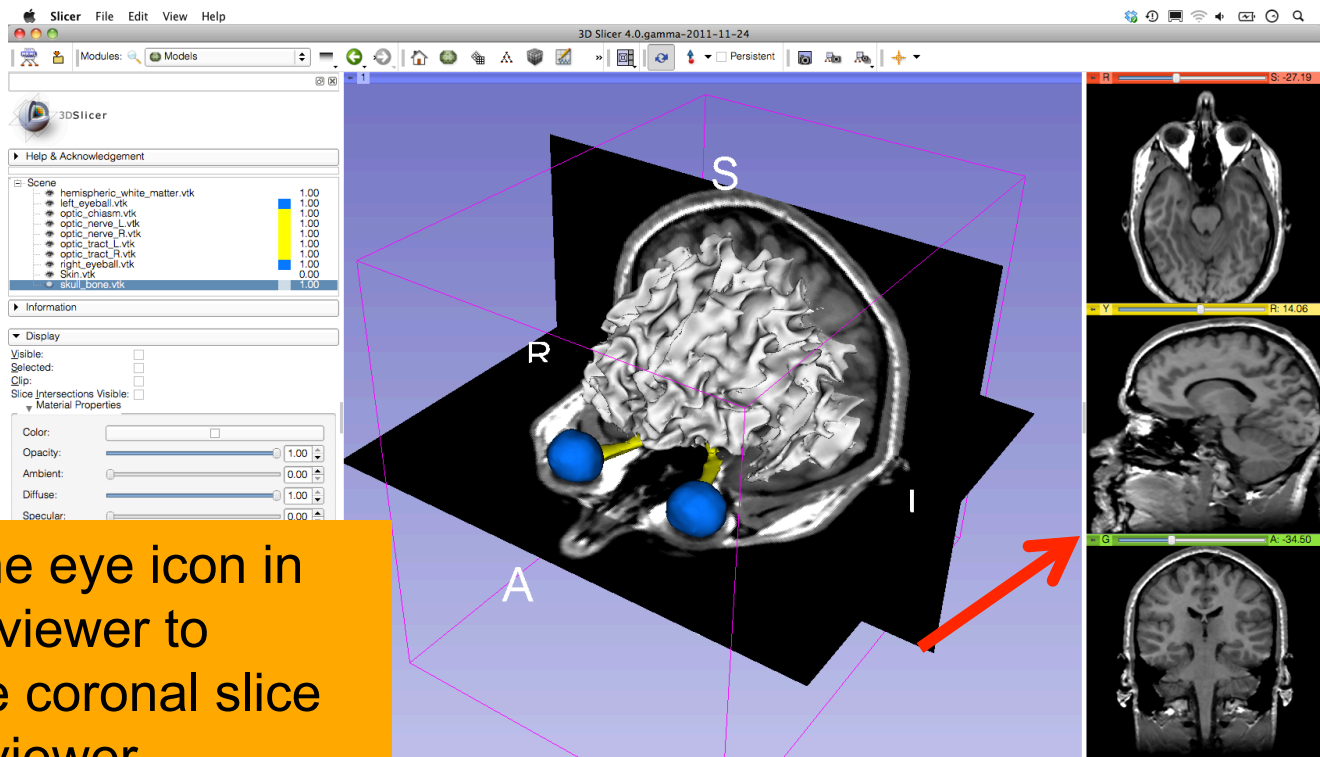 Slicer File Edit View Help
3D Slicer 4.0.gamma-2011-11-24
Modules: Models
Persistent
1
R S: -27.19
3DSlicer
Help & Acknowledgement
Scene
hemispheric_white_matter.vtk 1.00
left_eyeball.vtk 1.00
optic_chiasm.vtk 1.00
optic_nerve_L.vtk 1.00
optic_nerve_R.vtk 1.00
optic_tract_L.vtk 1.00
optic_tract_R.vtk 1.00
right_eyeball.vtk 1.00
Skin.vtk 0.00
skull_bone.vtk 1.00
Information
Display
Visible:
Selected:
Clip:
Slice Intersections Visible:
Material Properties
Color:
Opacity: 1.00
Ambient: 0.00
Diffuse: 1.00
Specular: 0.00
S
R
A
I
Y R: 14.06
G A: -34.50
eye icon in
viewer to
coronal slice
viewer